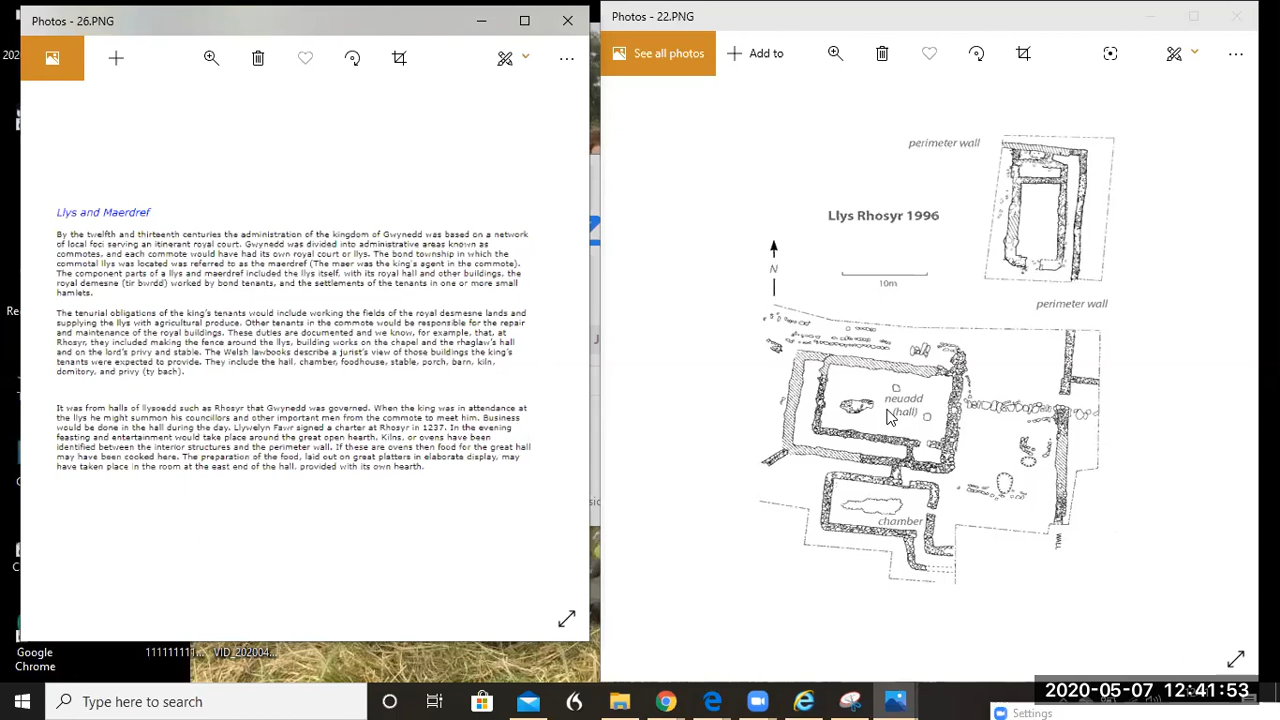 Photos - 26.PNG
Llys and Maerdref
By the twelfth and thirteenth centuries the administration of the kingdom of Gwynedd was based on a network
of local foci serving an itinerant royal court. Gwynedd was divided into administrative areas known as
commotes, and each commote would have had its own royal court or llys. The bond township in which the
commotal llys was located was referred to as the maerdref (The maer was the king's agent in the commote).
The component parts of a llys and maerdref included the llys itself, with its royal hall and other buildings, the
royal demesne (tir bwrdd) worked by bond tenants, and the settlements of the tenants in one or more small
hamlets.
The tenurial obligations of the king's tenants would include working the fields of the royal desmesne lands and
supplying the llys with agricultural produce. Other tenants in the commote would be responsible for the repair
and maintenance of the royal buildings. These duties are documented and we know, for example, that, at
Rhosyr, they included making the fence around the llys, building works on the chapel and the rhaglaw's hall
and on the lord's privy and stable. The Welsh lawbooks describe a jurist's view of those buildings the king's
tenants were expected to provide. They include the hall, chamber, foodhouse, stable, porch, barn, kiln,
domitory, and privy (ty bach).
It was from halls of llysoedd such as Rhosyr that Gwynedd was governed. When the king was in attendance at
the llys he might summon his councillors and other important men from the commote to meet him. Business
would be done in the hall during the day. Llywelyn Fawr signed a charter at Rhosyr in 1237. In the evening
feasting and entertainment would take place around the great open hearth. Kilns, or ovens have been
identified between the interior structures and the perimeter wall. If these are ovens then food for the great hall
may have been cooked here. The preparation of the food, laid out on great platters in elaborate display, may
have taken place in the room at the east end of the hall, provided with its own hearth.
Photos - 22.PNG
See all photos
Add to
perimeter wall
Llys Rhosyr 1996
N
10m
perimeter wall
neuadd
(hall)
chamber
WALL
Google
Chrome
11111111...
VID_202004...
Type here to search
2020-05-07 12:41:53
Settings